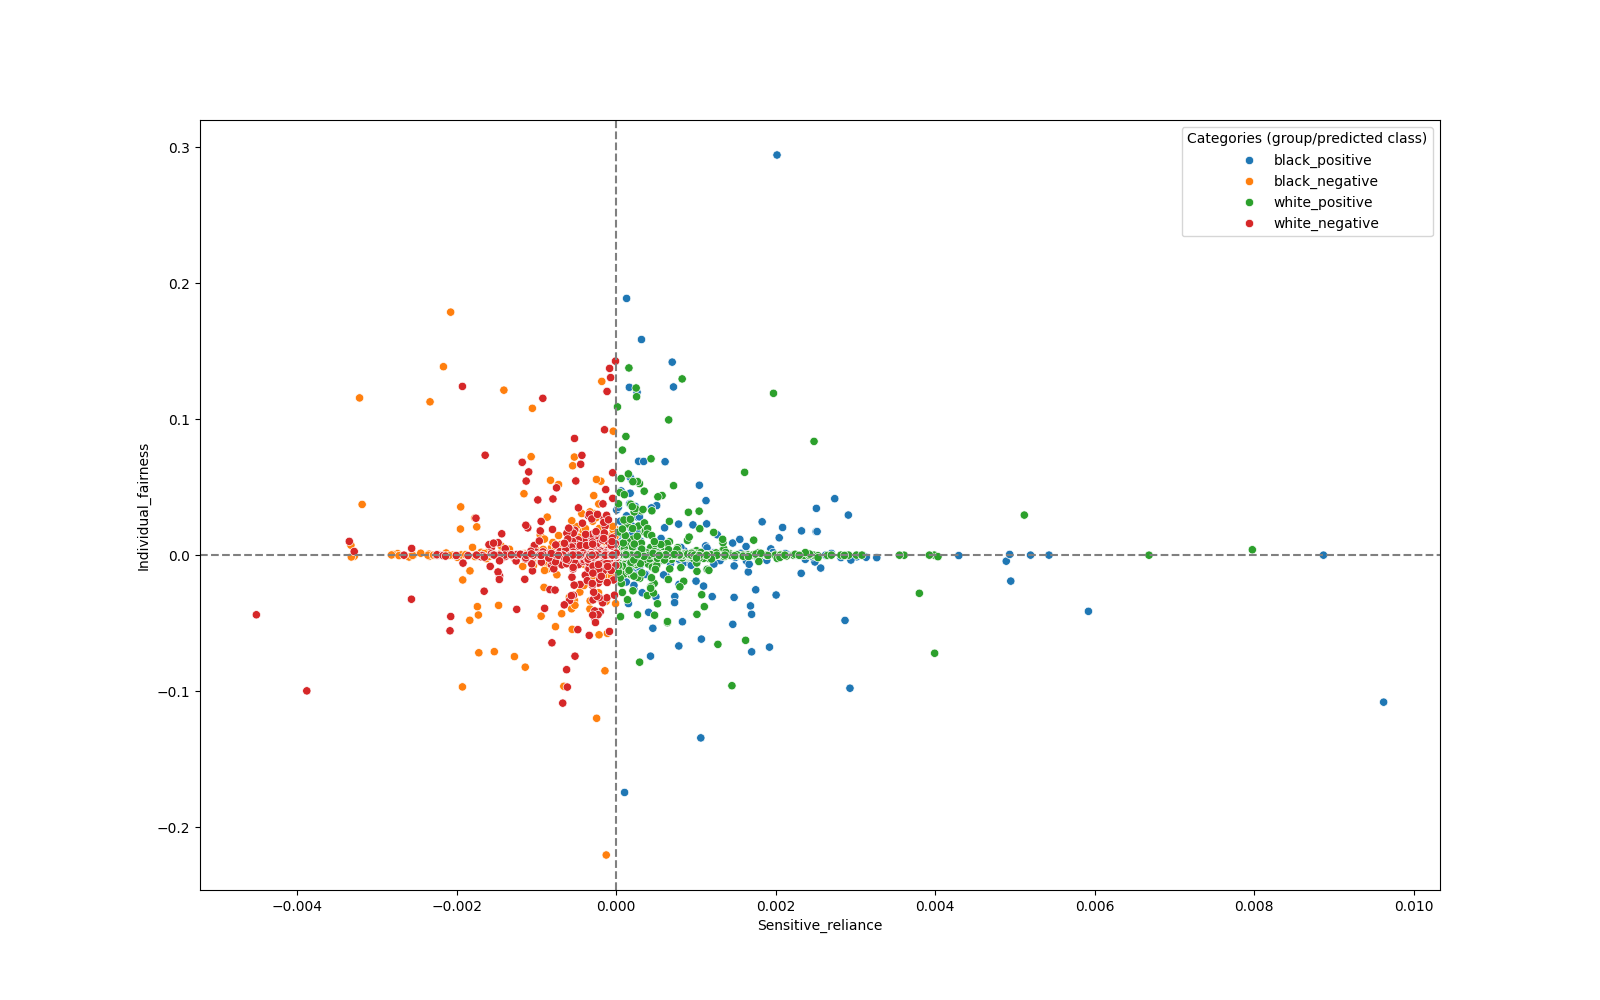 Categories (group/predicted class)
black_positive
black_negative
white_positive
white_negative
0.3
0.2
0.1
0.0
−0.1
−0.2
Individual_fairness
−0.004
−0.002
0.000
0.002
0.004
0.006
0.008
0.010
Sensitive_reliance